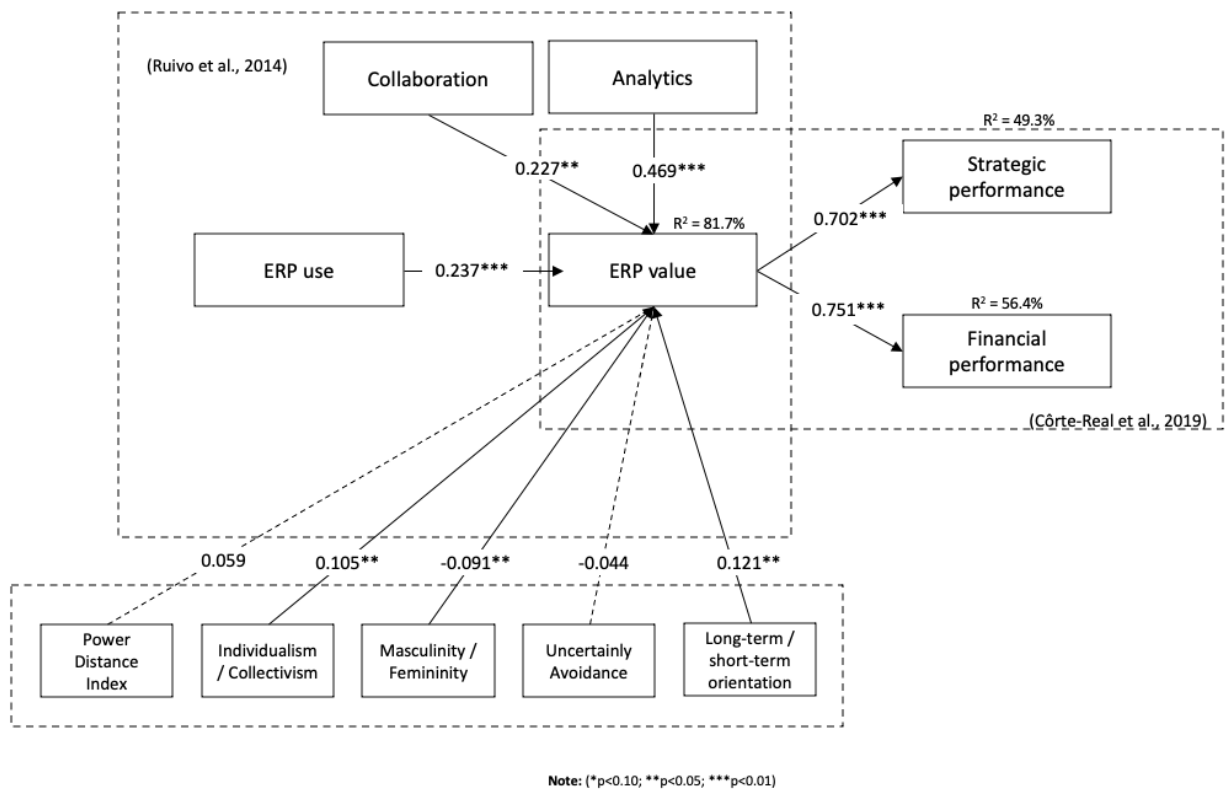 (Ruivo et al., 2014)
Collaboration
Analytics
R² = 49.3%
Strategic
performance
0.227**
0.469***
0.702***
R² = 81.7%
ERP use
0.237***
ERP value
0.751***
R² = 56.4%
Financial
performance
(Côrte-Real et al., 2019)
0.059
0.105**
-0.091**
-0.044
0.121**
Power
Distance
Index
Individualism
/ Collectivism
Masculinity /
Femininity
Uncertainly
Avoidance
Long-term /
short-term
orientation
Note: (*p<0.10; **p<0.05; ***p<0.01)